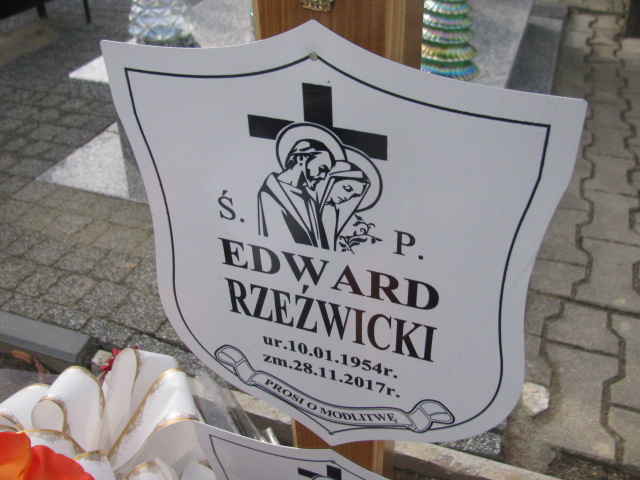 Ś. P.
EDWARD
RZEŹWICKI
ur.10.01.1954r.
zm.28.11.2017r.
PROSI O MODLITWĘ